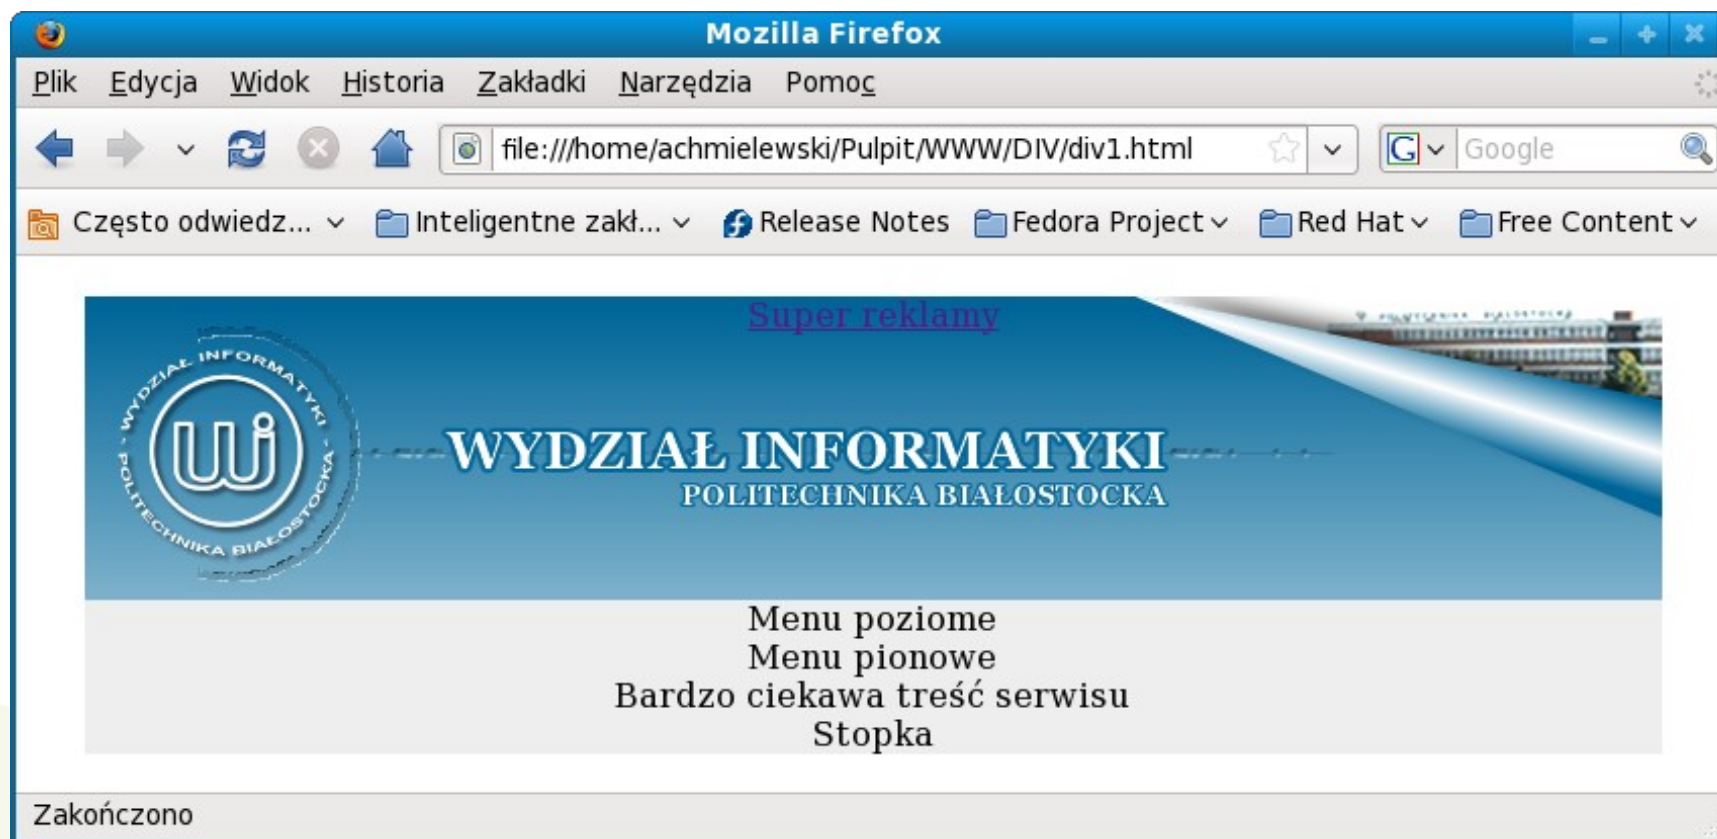 Mozilla Firefox
Plik Edycja Widok Historia Zakładki Narzędzia Pomoc
file:///home/achmielewski/Pulpit/WWW/DIV/div1.html G Google
Często odwiedz... Inteligentne zakł... Release Notes Fedora Project Red Hat Free Content
Super reklamy
WYDZIAŁ INFORMATYKI - POLITECHNIKA BIAŁOSTOCKA -
wi
WYDZIAŁ INFORMATYKI
POLITECHNIKA BIAŁOSTOCKA
Menu poziome
Menu pionowe
Bardzo ciekawa treść serwisu
Stopka
Zakończono